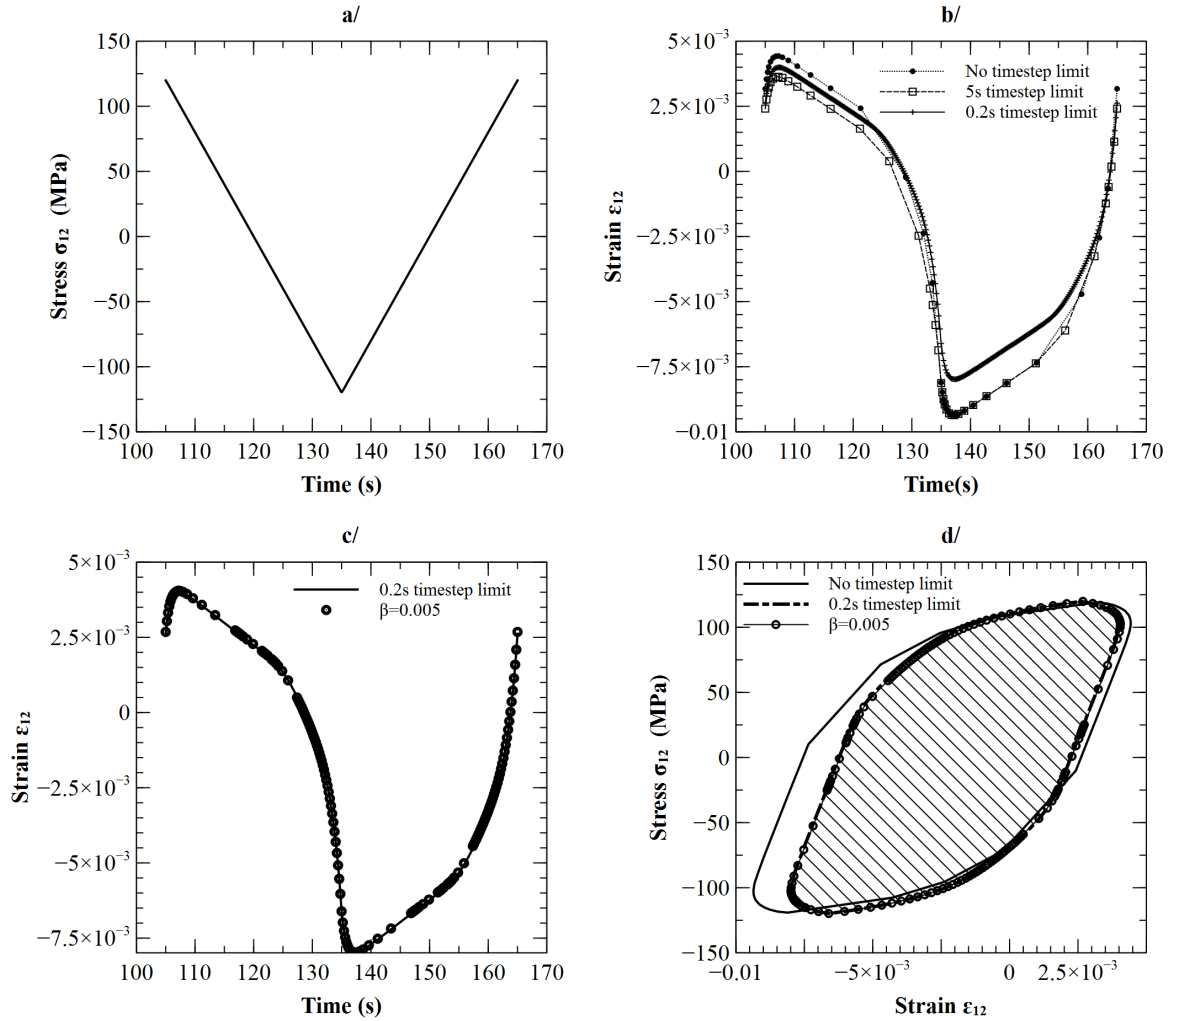 a/
150
100
50
0
−50
−100
−150
100 110 120 130 140 150 160 170
Time (s)
Stress σ₁₂ (MPa)
b/
5×10⁻³
2.5×10⁻³
0
−2.5×10⁻³
−5×10⁻³
−7.5×10⁻³
−0.01
100 110 120 130 140 150 160 170
Time(s)
Strain ε₁₂
No timestep limit
5s timestep limit
0.2s timestep limit
c/
5×10⁻³
2.5×10⁻³
0
−2.5×10⁻³
−5×10⁻³
−7.5×10⁻³
100 110 120 130 140 150 160 170
Time (s)
Strain ε₁₂
0.2s timestep limit
β=0.005
d/
150
100
50
0
−50
−100
−150
−0.01 −5×10⁻³ 0 2.5×10⁻³
Strain ε₁₂
Stress σ₁₂ (MPa)
No timestep limit
0.2s timestep limit
β=0.005